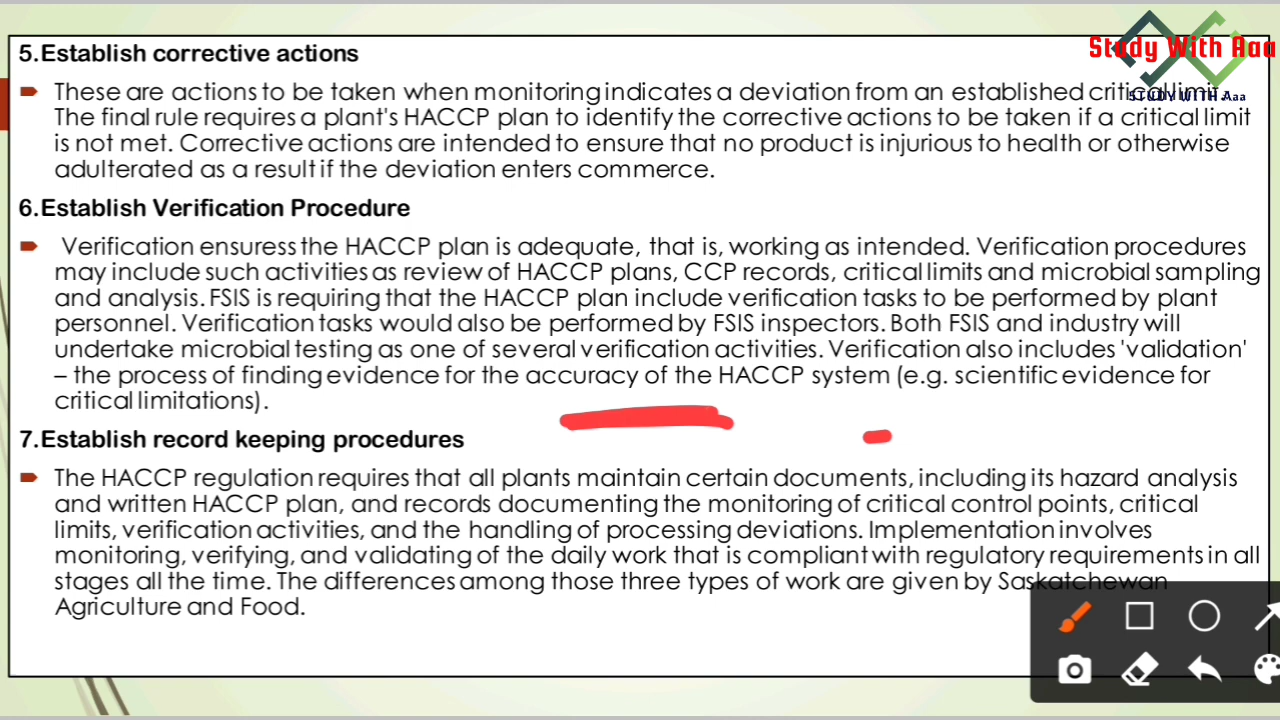 Study With Aaa
STUDY WITH Aaa
5.Establish corrective actions
These are actions to be taken when monitoring indicates a deviation from an established critical limit.
The final rule requires a plant's HACCP plan to identify the corrective actions to be taken if a critical limit
is not met. Corrective actions are intended to ensure that no product is injurious to health or otherwise
adulterated as a result if the deviation enters commerce.
6.Establish Verification Procedure
Verification ensuress the HACCP plan is adequate, that is, working as intended. Verification procedures
may include such activities as review of HACCP plans, CCP records, critical limits and microbial sampling
and analysis. FSIS is requiring that the HACCP plan include verification tasks to be performed by plant
personnel. Verification tasks would also be performed by FSIS inspectors. Both FSIS and industry will
undertake microbial testing as one of several verification activities. Verification also includes 'validation'
– the process of finding evidence for the accuracy of the HACCP system (e.g. scientific evidence for
critical limitations).
7.Establish record keeping procedures
The HACCP regulation requires that all plants maintain certain documents, including its hazard analysis
and written HACCP plan, and records documenting the monitoring of critical control points, critical
limits, verification activities, and the handling of processing deviations. Implementation involves
monitoring, verifying, and validating of the daily work that is compliant with regulatory requirements in all
stages all the time. The differences among those three types of work are given by Saskatchewan
Agriculture and Food.